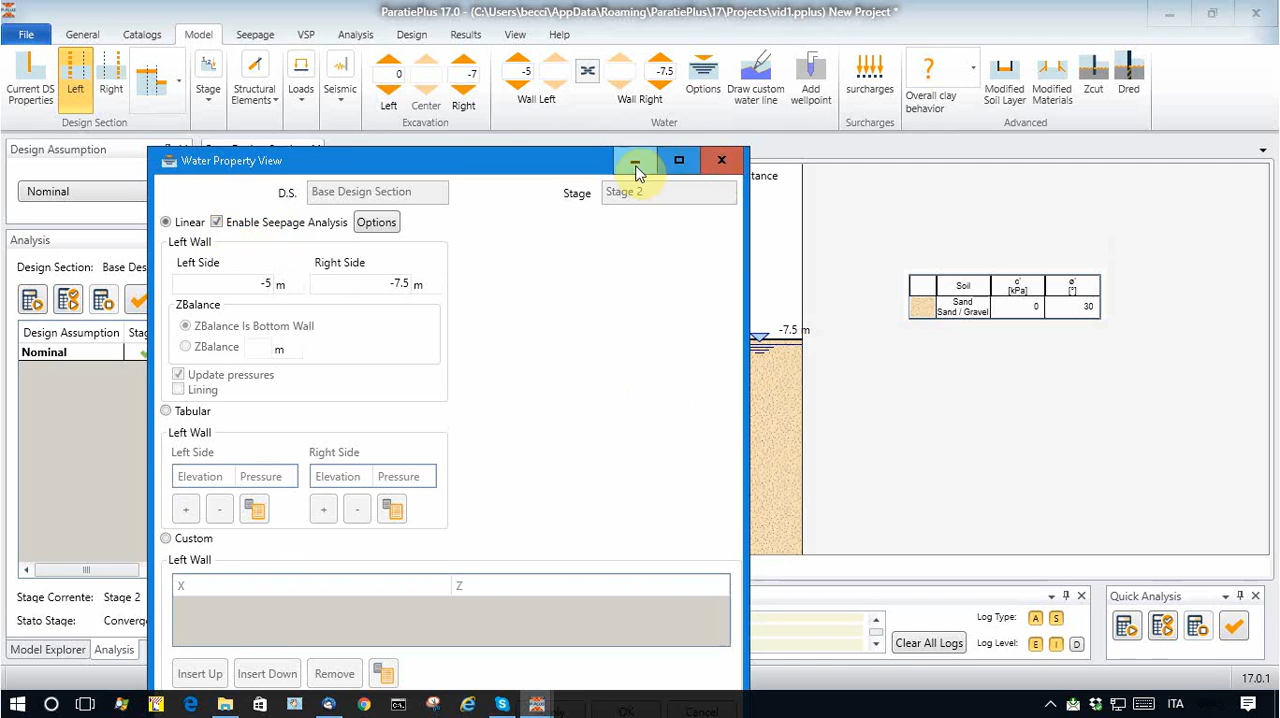 ParatiePlus 17.0 - (C:\Users\becci\AppData\Roaming\ParatiePlus\17\Projects\vid1.pplus) New Project *
File General Catalogs Model Seepage VSP Analysis Design Results View Help
Current DS Properties
Left Right
Design Section
Stage
Structural Elements
Loads
Seismic
0 -7
Left Center Right
Excavation
-5 -7.5
Wall Left Wall Right
Options
Draw custom water line
Add wellpoint
Water
surcharges
Surcharges
?
Overall clay behavior
Modified Soil Layer
Modified Materials
Zcut
Dred
Advanced
Design Assumption
Nominal
Analysis
Design Section: Base Des
Design Assumption
Nominal
Stage Corrente: Stage 2
Stato Stage: Converge
Model Explorer Analysis
Water Property View
D.S. Base Design Section Stage Stage 2
Linear Enable Seepage Analysis Options
Left Wall
Left Side Right Side
-5 m -7.5 m
ZBalance
ZBalance Is Bottom Wall
ZBalance m
Update pressures
Lining
Tabular
Left Wall
Left Side Right Side
Elevation Pressure Elevation Pressure
+ - + -
Custom
Left Wall
X Z
Insert Up Insert Down Remove
OK Cancel
-7.5 m
Soil c' [kPa] ø' [°]
Sand Sand / Gravel 0 30
Log Type: A S
Clear All Logs Log Level: E I D
Quick Analysis
17.0.1
ITA